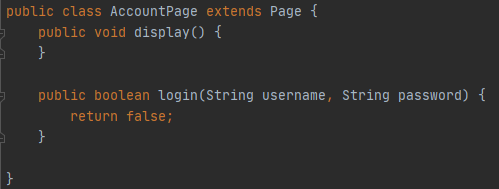 public class AccountPage extends Page {
    public void display() {
    }

    public boolean login(String username, String password) {
        return false;
    }

}